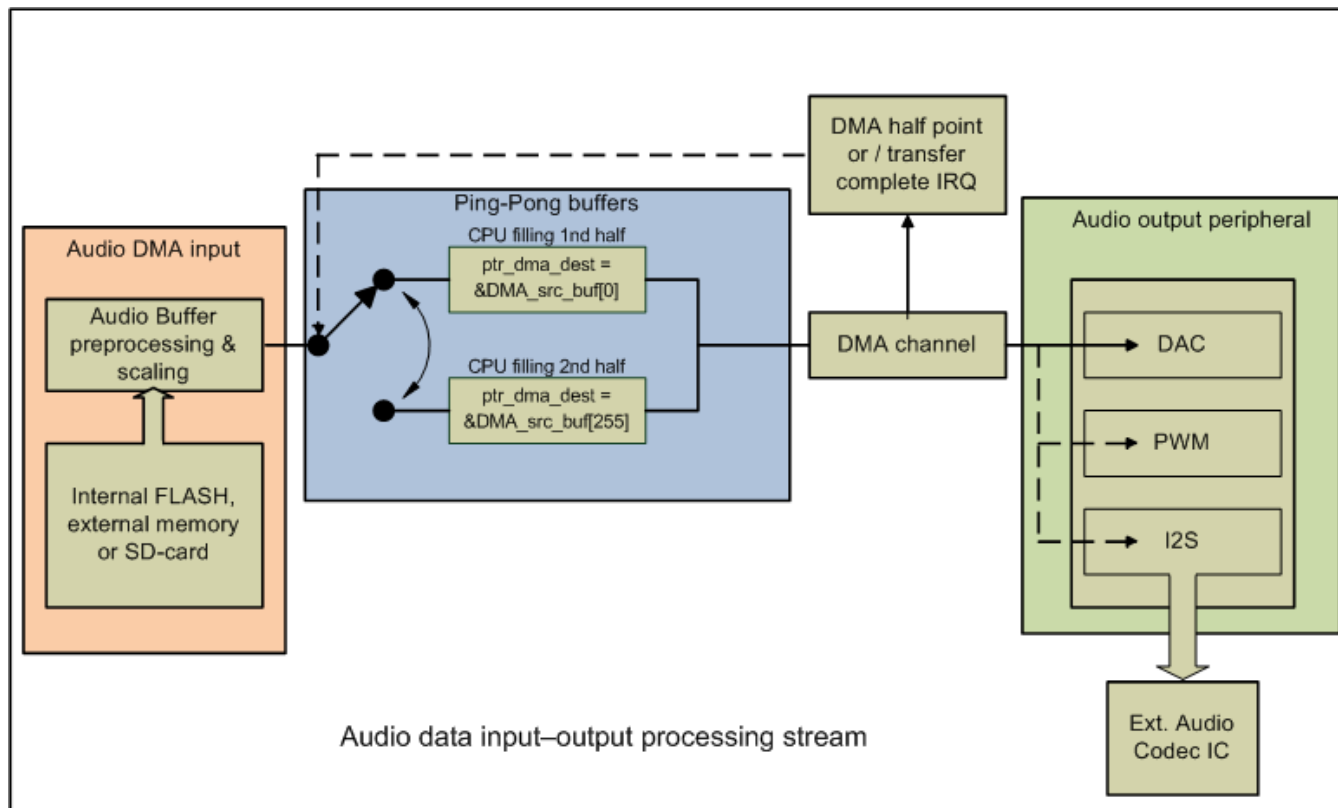 DMA half point
or / transfer
complete IRQ
Ping-Pong buffers
Audio output peripheral
Audio DMA input
CPU filling 1nd half
ptr_dma_dest =
&DMA_src_buf[0]
Audio Buffer
preprocessing &
scaling
DMA channel
DAC
CPU filling 2nd half
ptr_dma_dest =
&DMA_src_buf[255]
PWM
Internal FLASH,
external memory
or SD-card
I2S
Audio data input–output processing stream
Ext. Audio
Codec IC